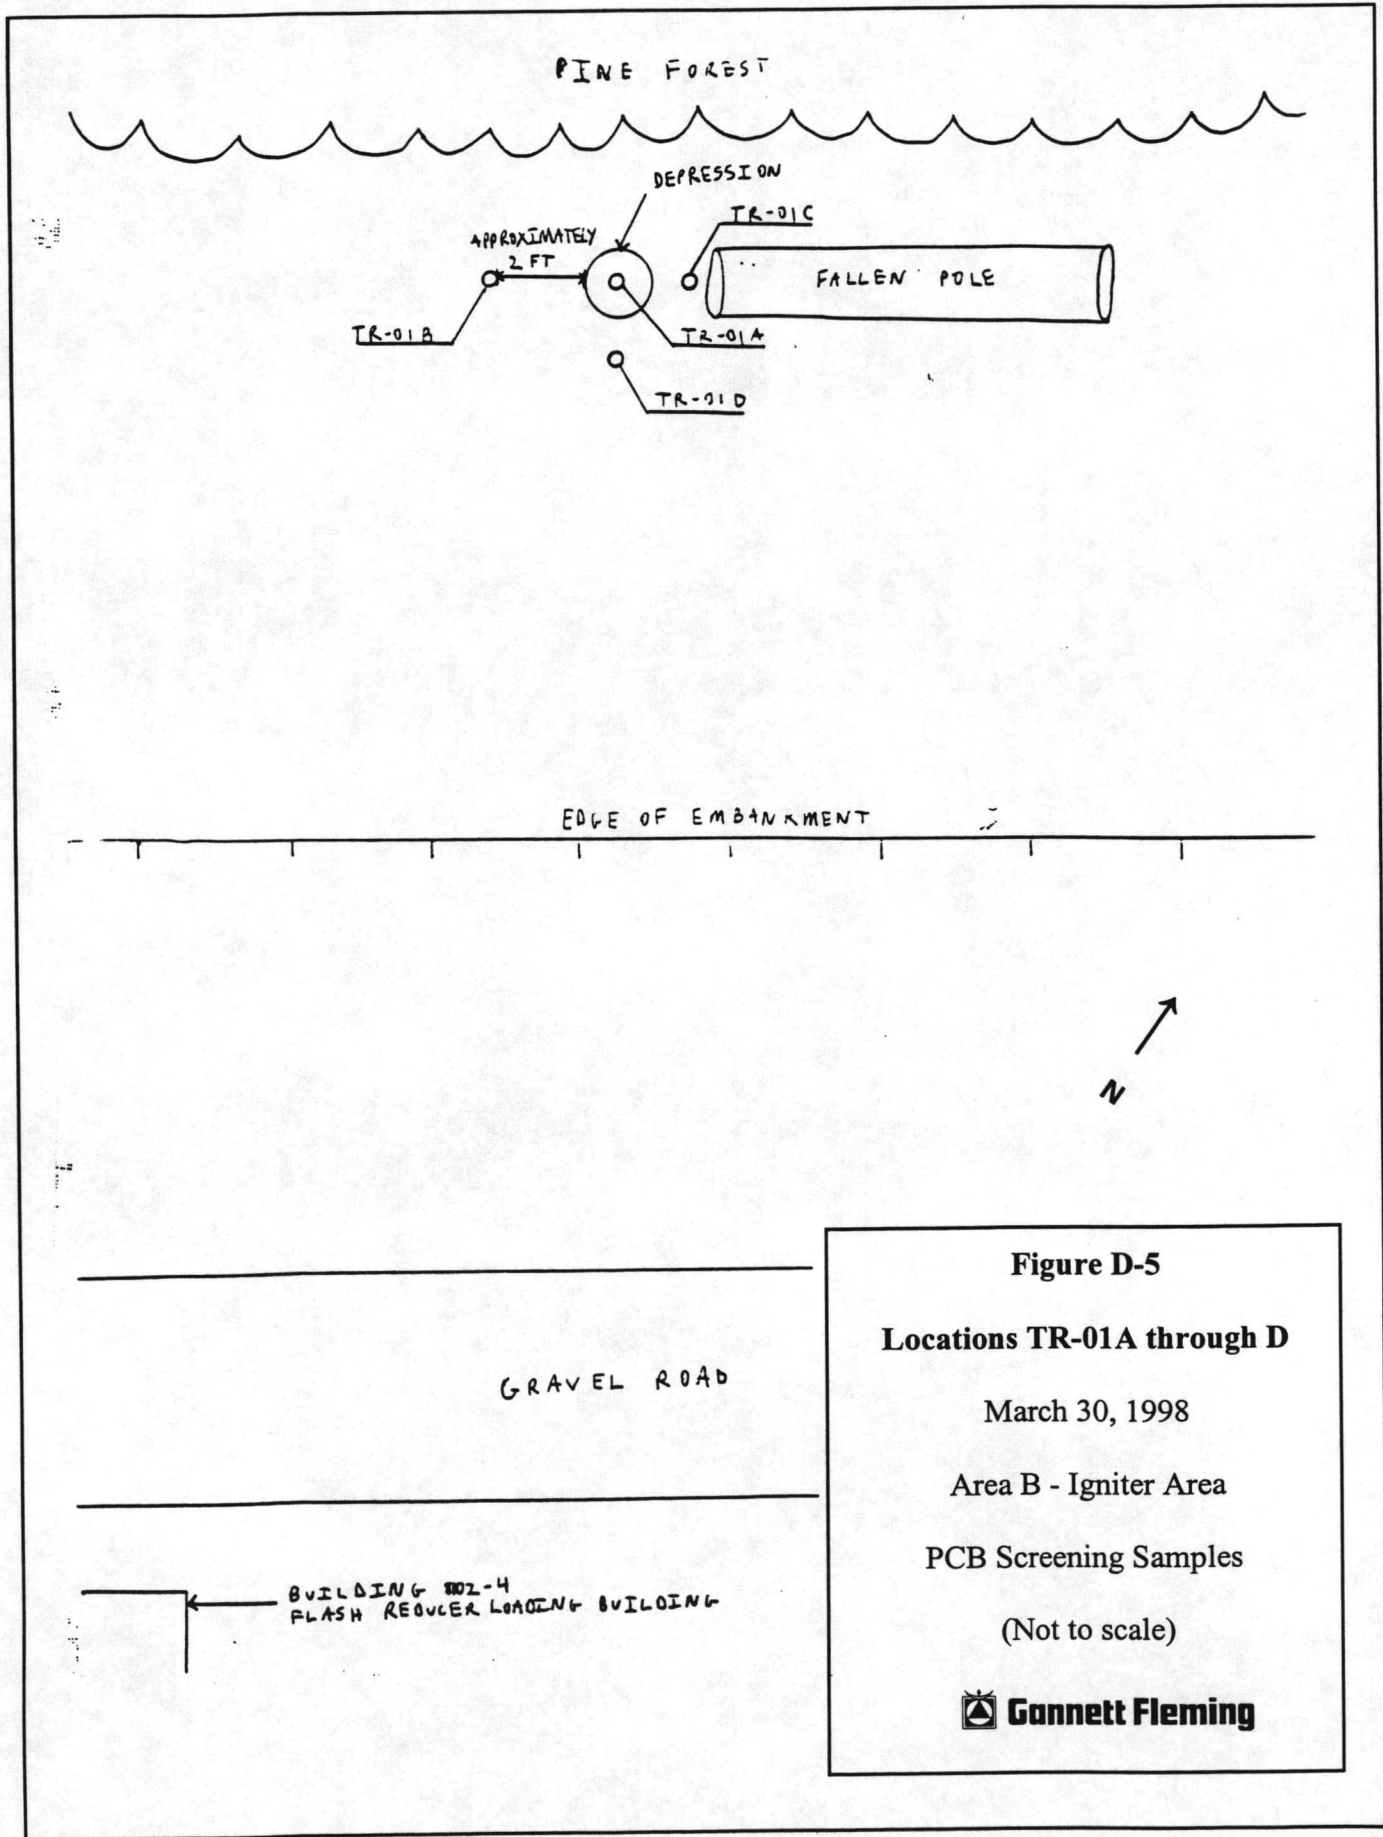 PINE FOREST
DEPRESSION
TR-01C
APPROXIMATELY
2 FT
FALLEN POLE
TR-01B
TR-01A
TR-01D
EDGE OF EMBANKMENT
N
GRAVEL ROAD
BUILDING
FLASH REDUCER LOADING BUILDING
Figure D-5
Locations TR-01A through D
March 30, 1998
Area B - Igniter Area
PCB Screening Samples
(Not to scale)
Gannett Fleming